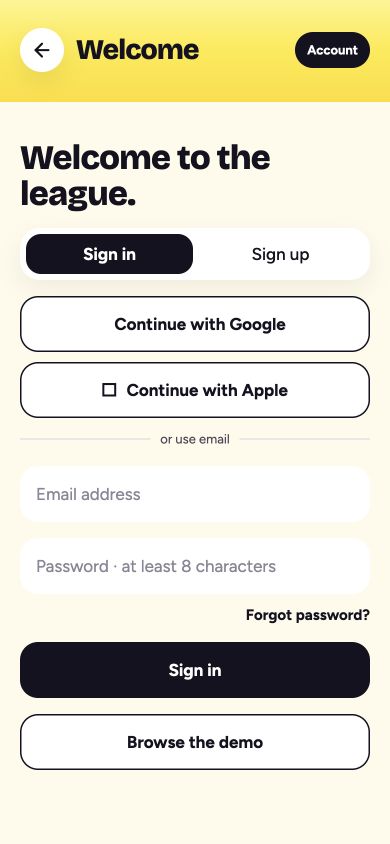 Welcome
Account
Welcome to the
league.
Sign in
Sign up
Continue with Google
Continue with Apple
or use email
Email address
Password · at least 8 characters
Forgot password?
Sign in
Browse the demo